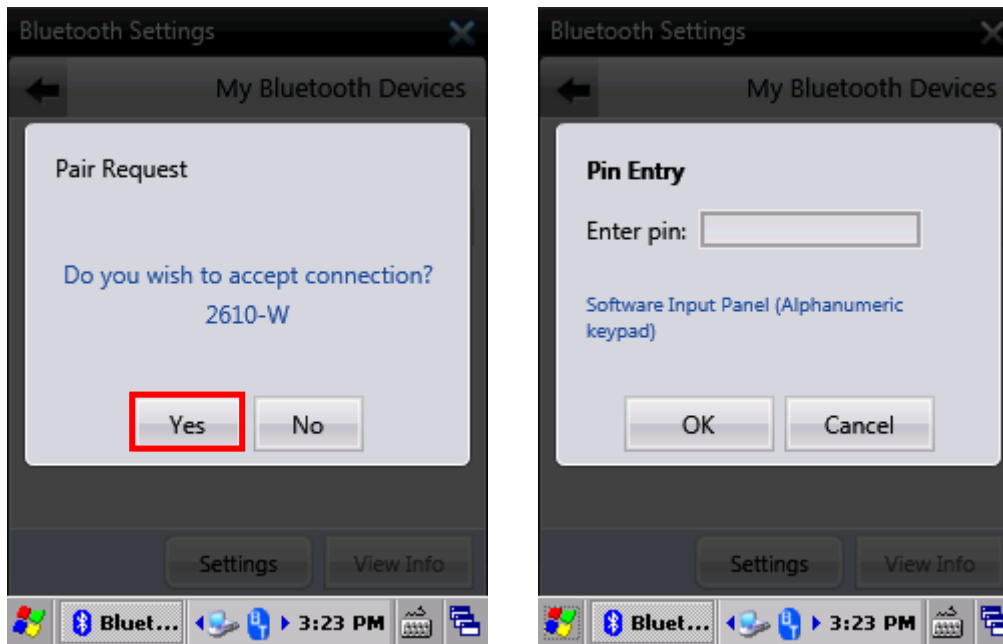 Bluetooth Settings
My Bluetooth Devices
Pair Request
Do you wish to accept connection?
2610-W
Yes
No
Settings
View Info
Bluet...
3:23 PM
Bluetooth Settings
My Bluetooth Devices
Pin Entry
Enter pin:
Software Input Panel (Alphanumeric
keypad)
OK
Cancel
Settings
View Info
Bluet...
3:23 PM